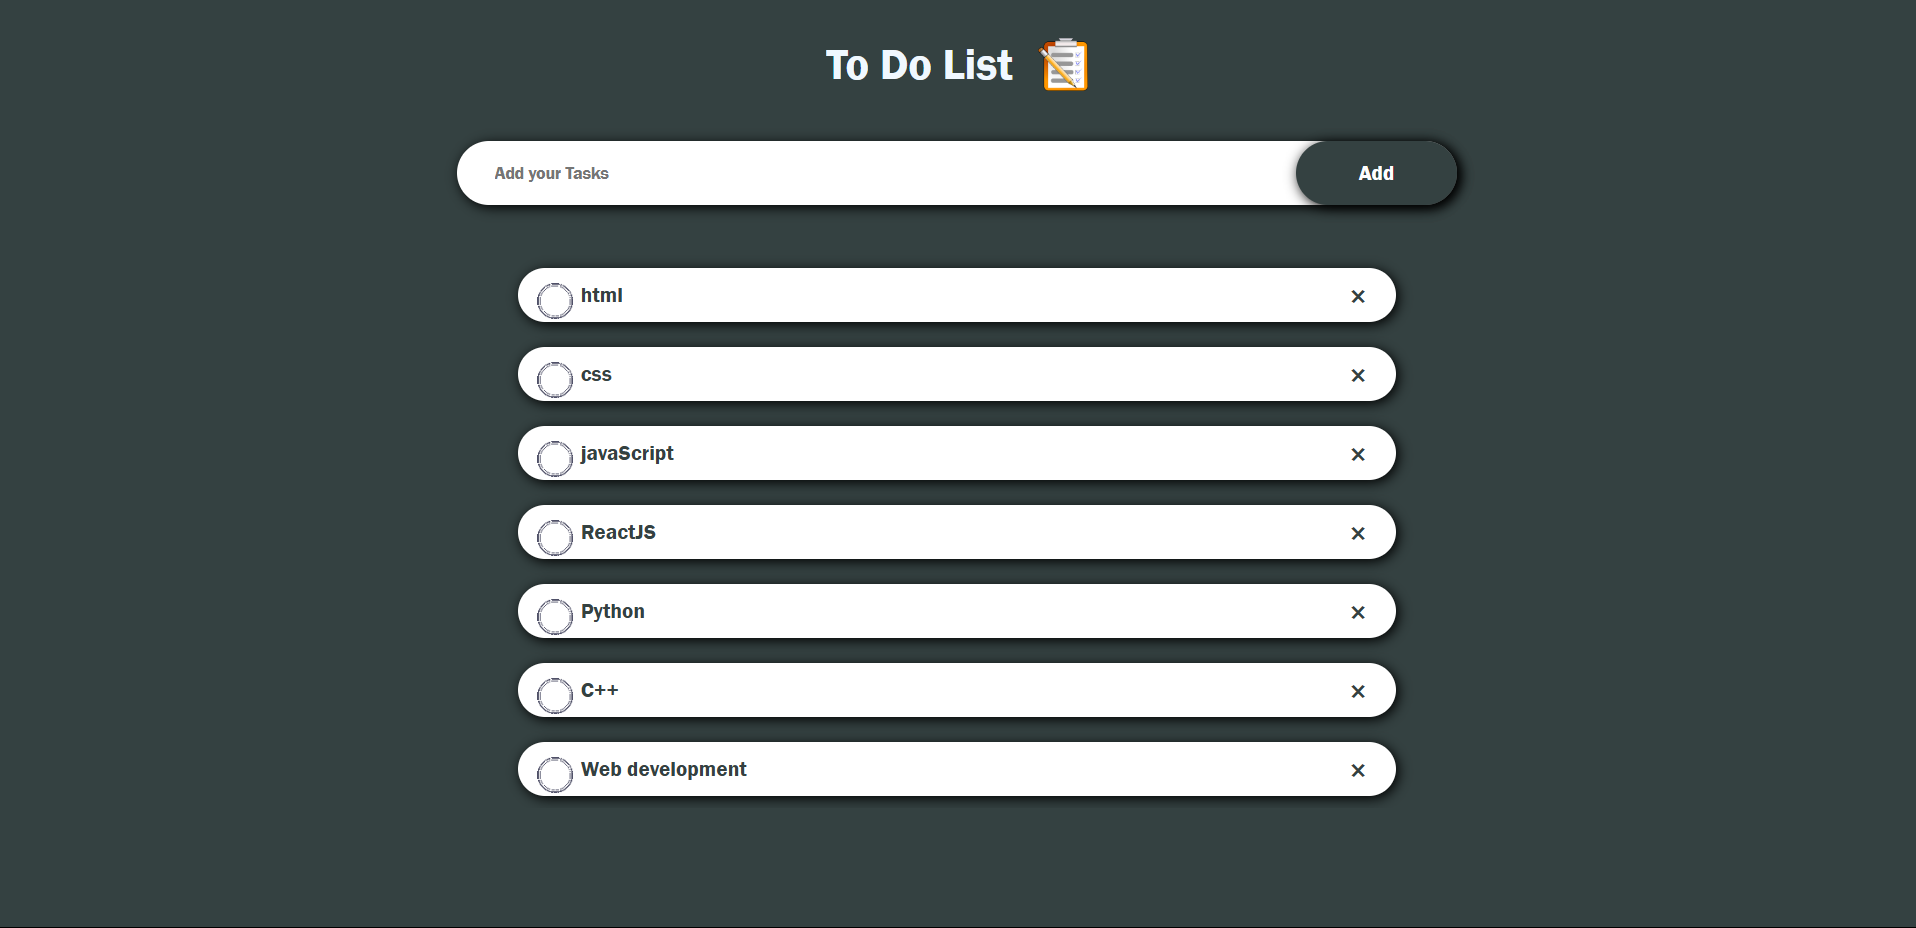 To Do List
Add your Tasks
Add
html
css
javaScript
ReactJS
Python
C++
Web development